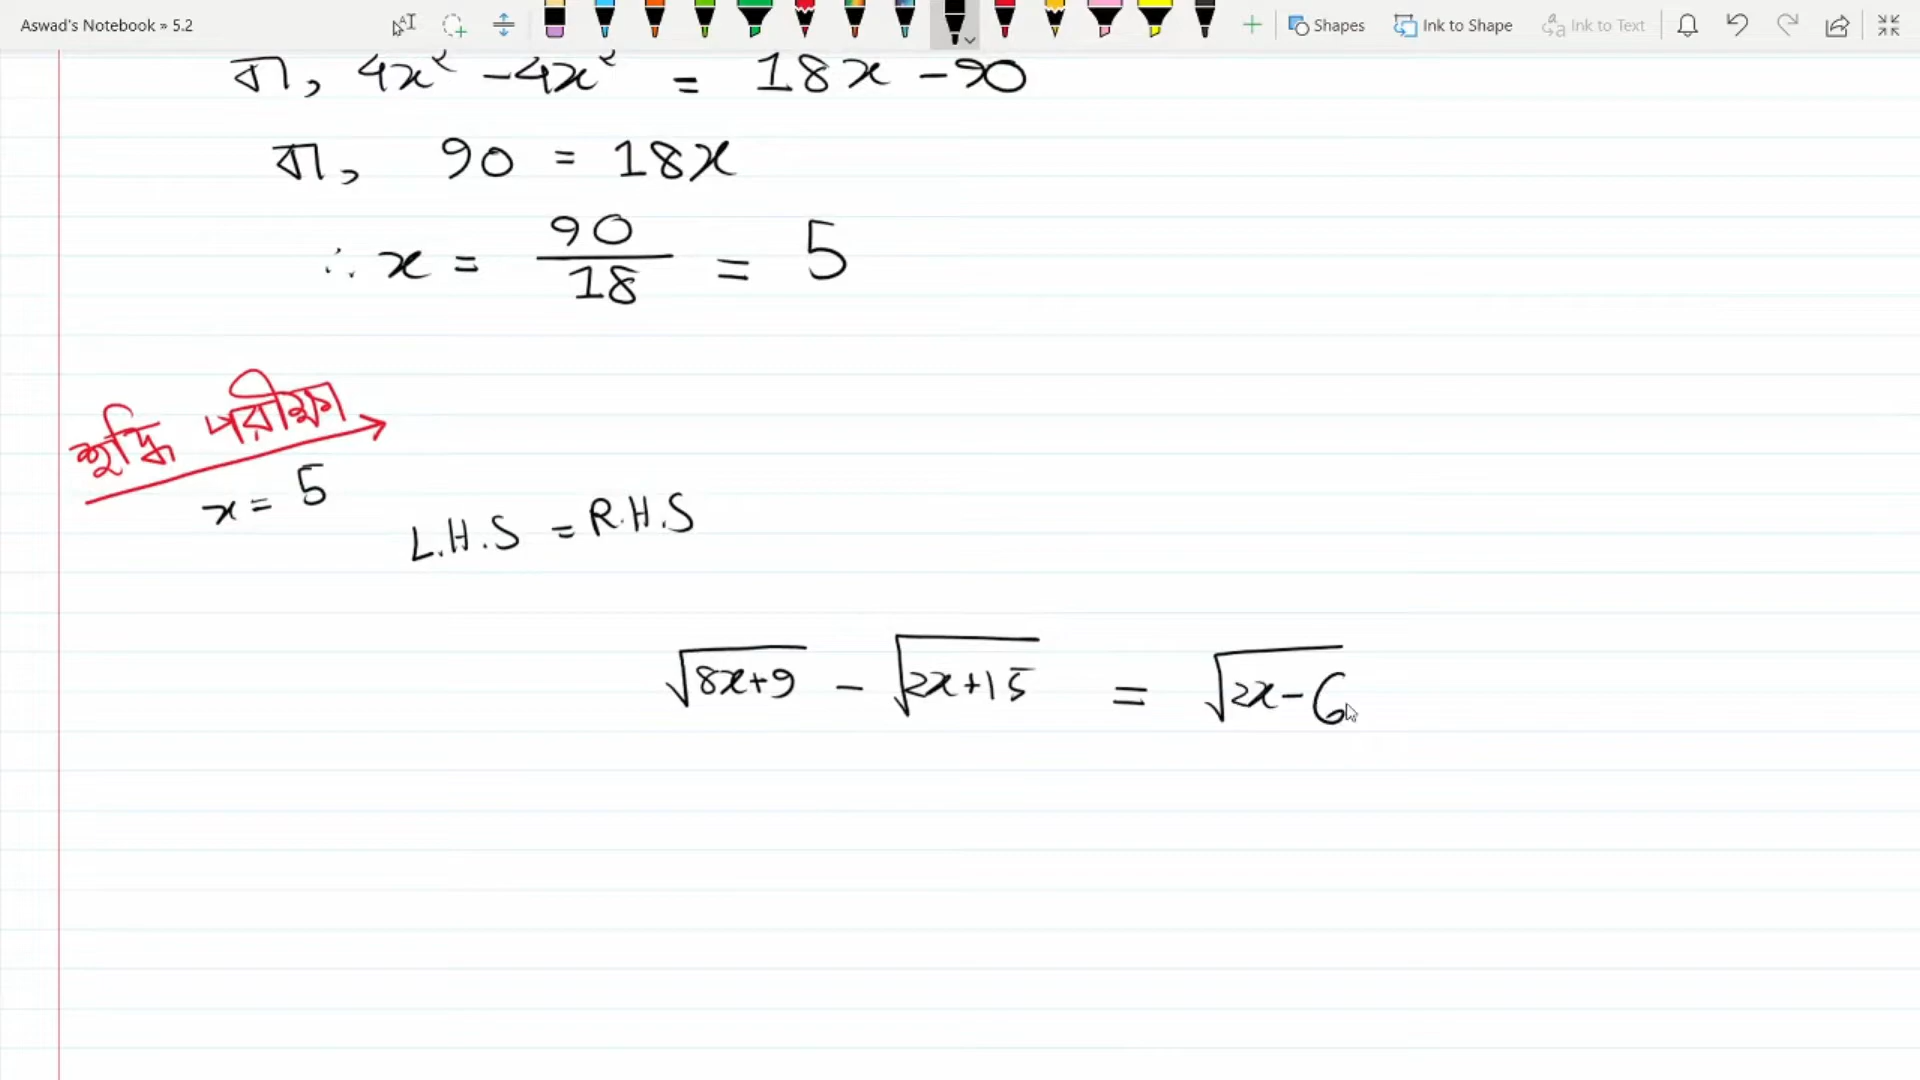 Aswad's Notebook » 5.2
Shapes
Ink to Shape
Ink to Text
বা, 4x² - 4x² = 18x - 90
বা, 90 = 18x
∴ x = 90/18 = 5
শুদ্ধি পরীক্ষা
x = 5
L.H.S = R.H.S
√(8x+9) - √(2x+15) = √(2x-6)